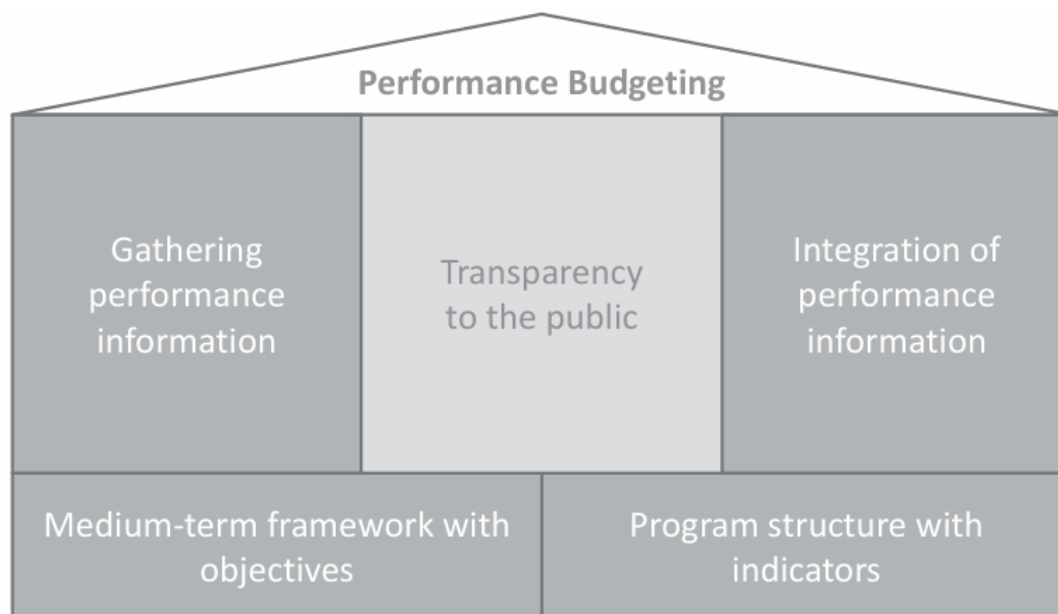 Performance Budgeting
Gathering
performance
information
Transparency
to the public
Integration of
performance
information
Medium-term framework with
objectives
Program structure with
indicators